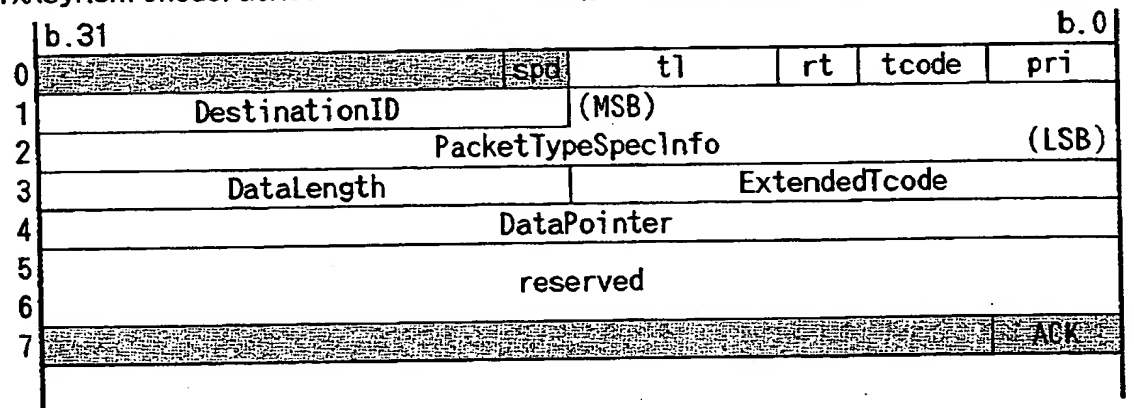 b.31 b.0
0 spd tl rt tcode pri
1 DestinationID (MSB)
2 PacketTypeSpecInfo (LSB)
3 DataLength ExtendedTcode
4 DataPointer
5
reserved
6
7 ACK